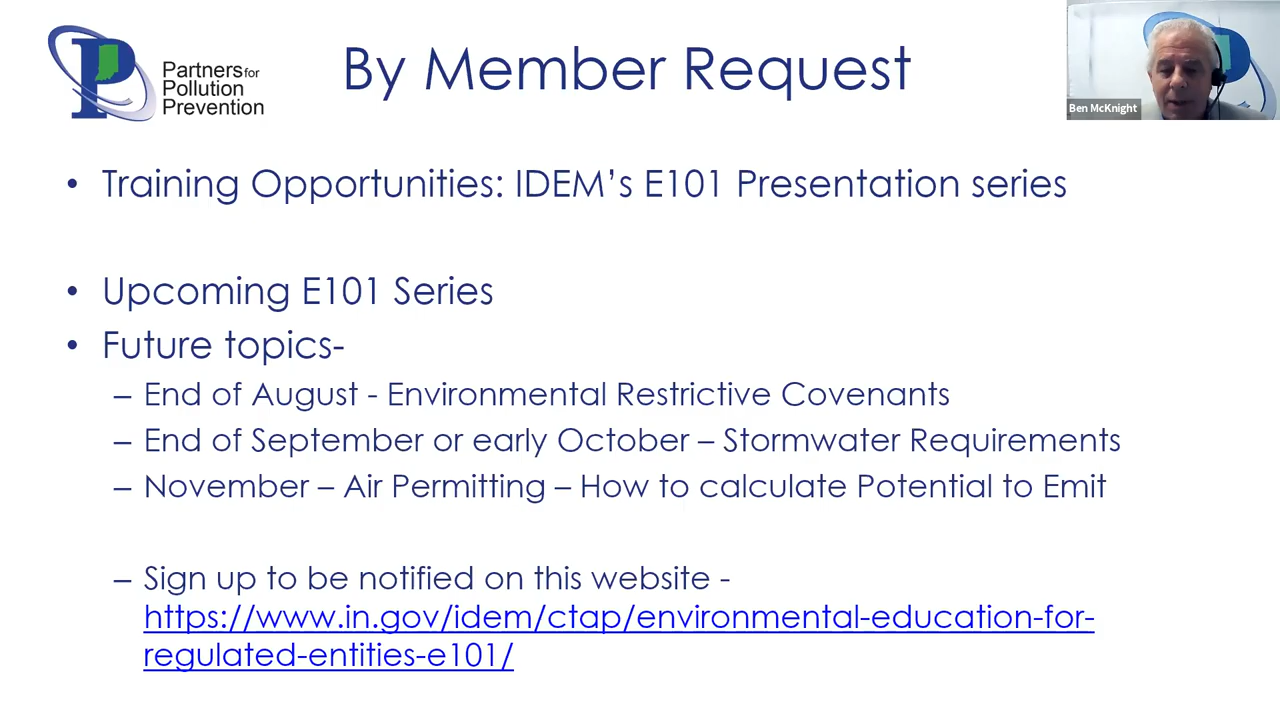 P
Partners for
Pollution
Prevention
By Member Request
Ben McKnight
• Training Opportunities: IDEM’s E101 Presentation series
• Upcoming E101 Series
• Future topics-
– End of August - Environmental Restrictive Covenants
– End of September or early October – Stormwater Requirements
– November – Air Permitting – How to calculate Potential to Emit
– Sign up to be notified on this website -
https://www.in.gov/idem/ctap/environmental-education-for-
regulated-entities-e101/